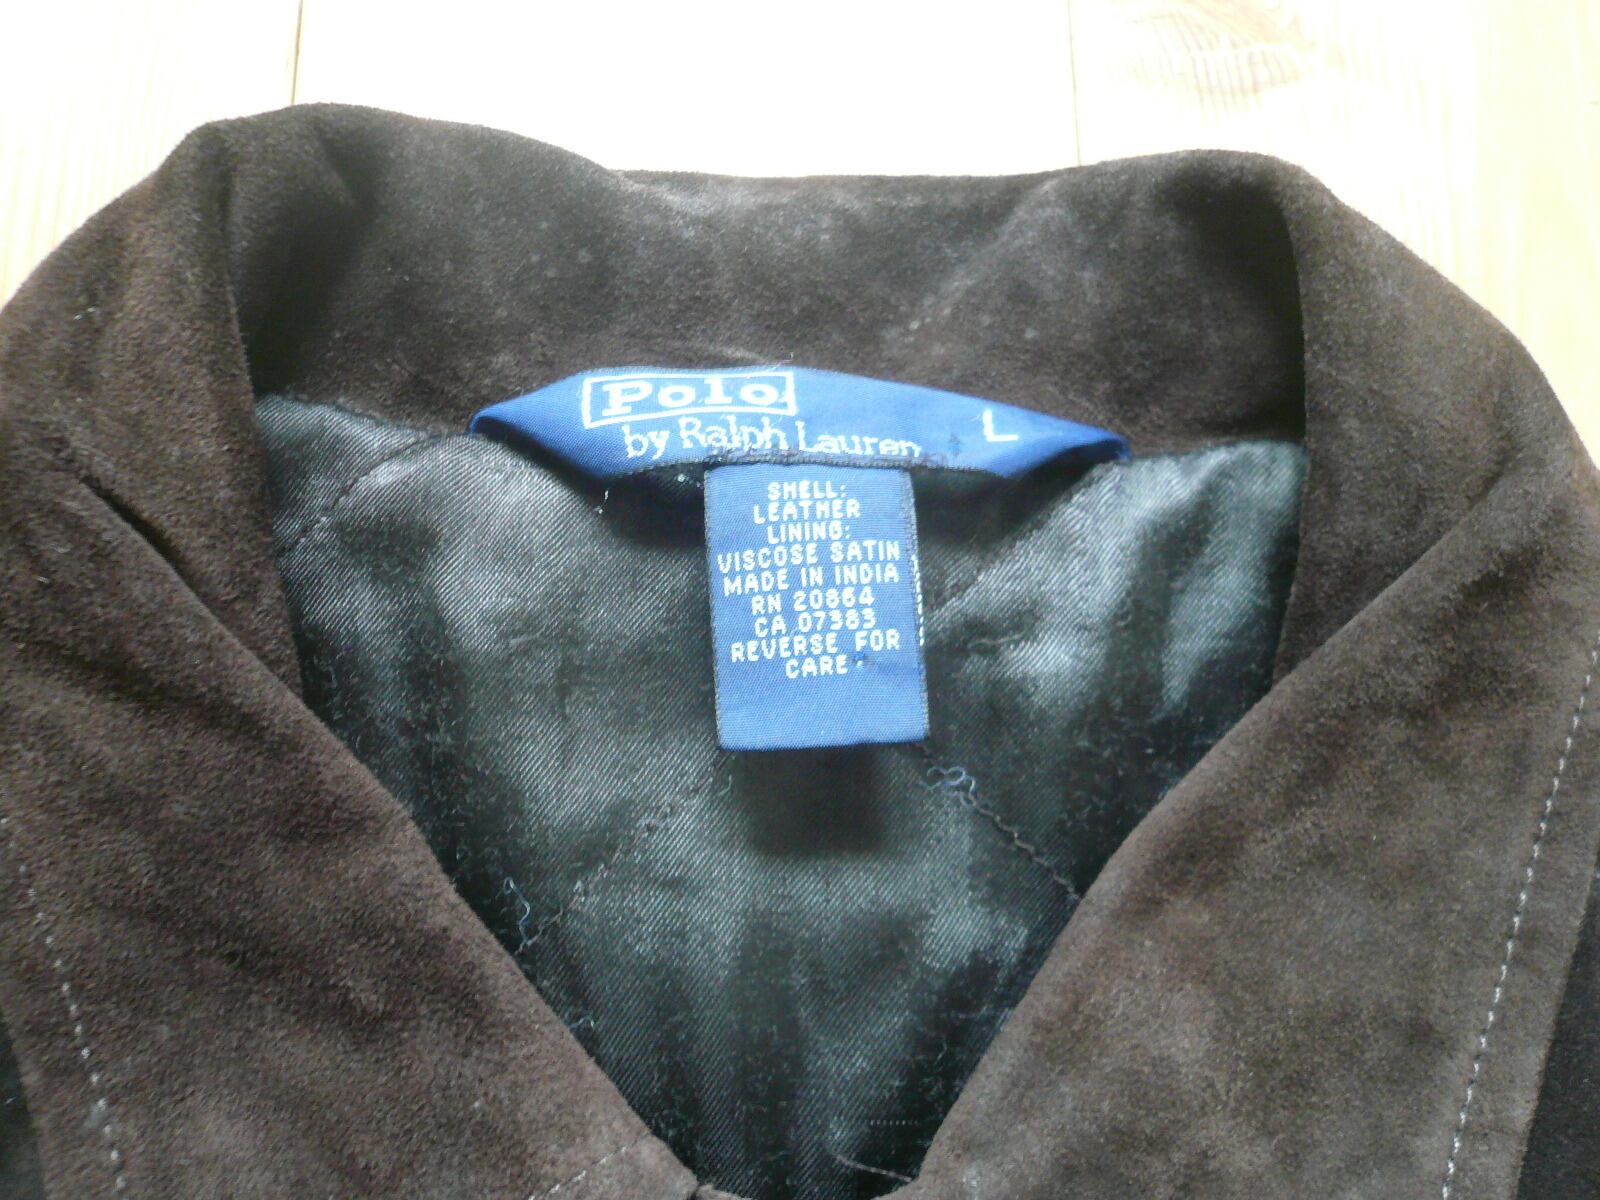 Polo
by Ralph Lauren
L
SHELL:
LEATHER
LINING:
VISCOSE SATIN
MADE IN INDIA
RN 20864
CA 07383
REVERSE FOR
CARE